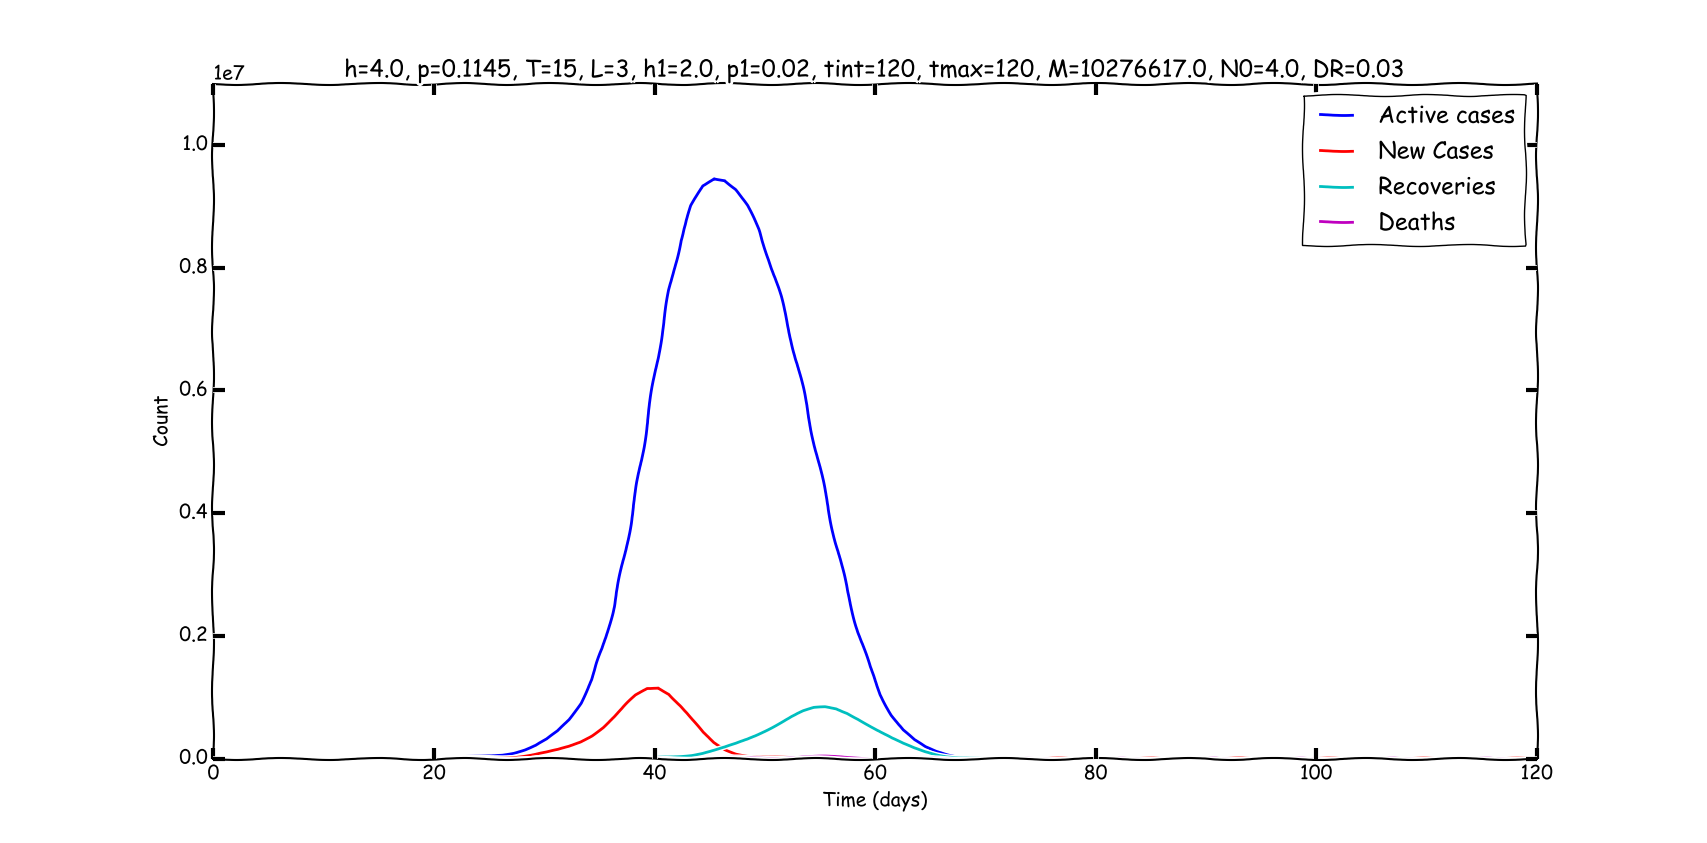 h=4.0, p=0.1145, T=15, L=3, h1=2.0, p1=0.02, tint=120, tmax=120, M=10276617.0, N0=4.0, DR=0.03
1e7
Active cases
New Cases
Recoveries
Deaths
1.0
0.8
0.6
0.4
0.2
0.0
Count
0 20 40 60 80 100 120
Time (days)